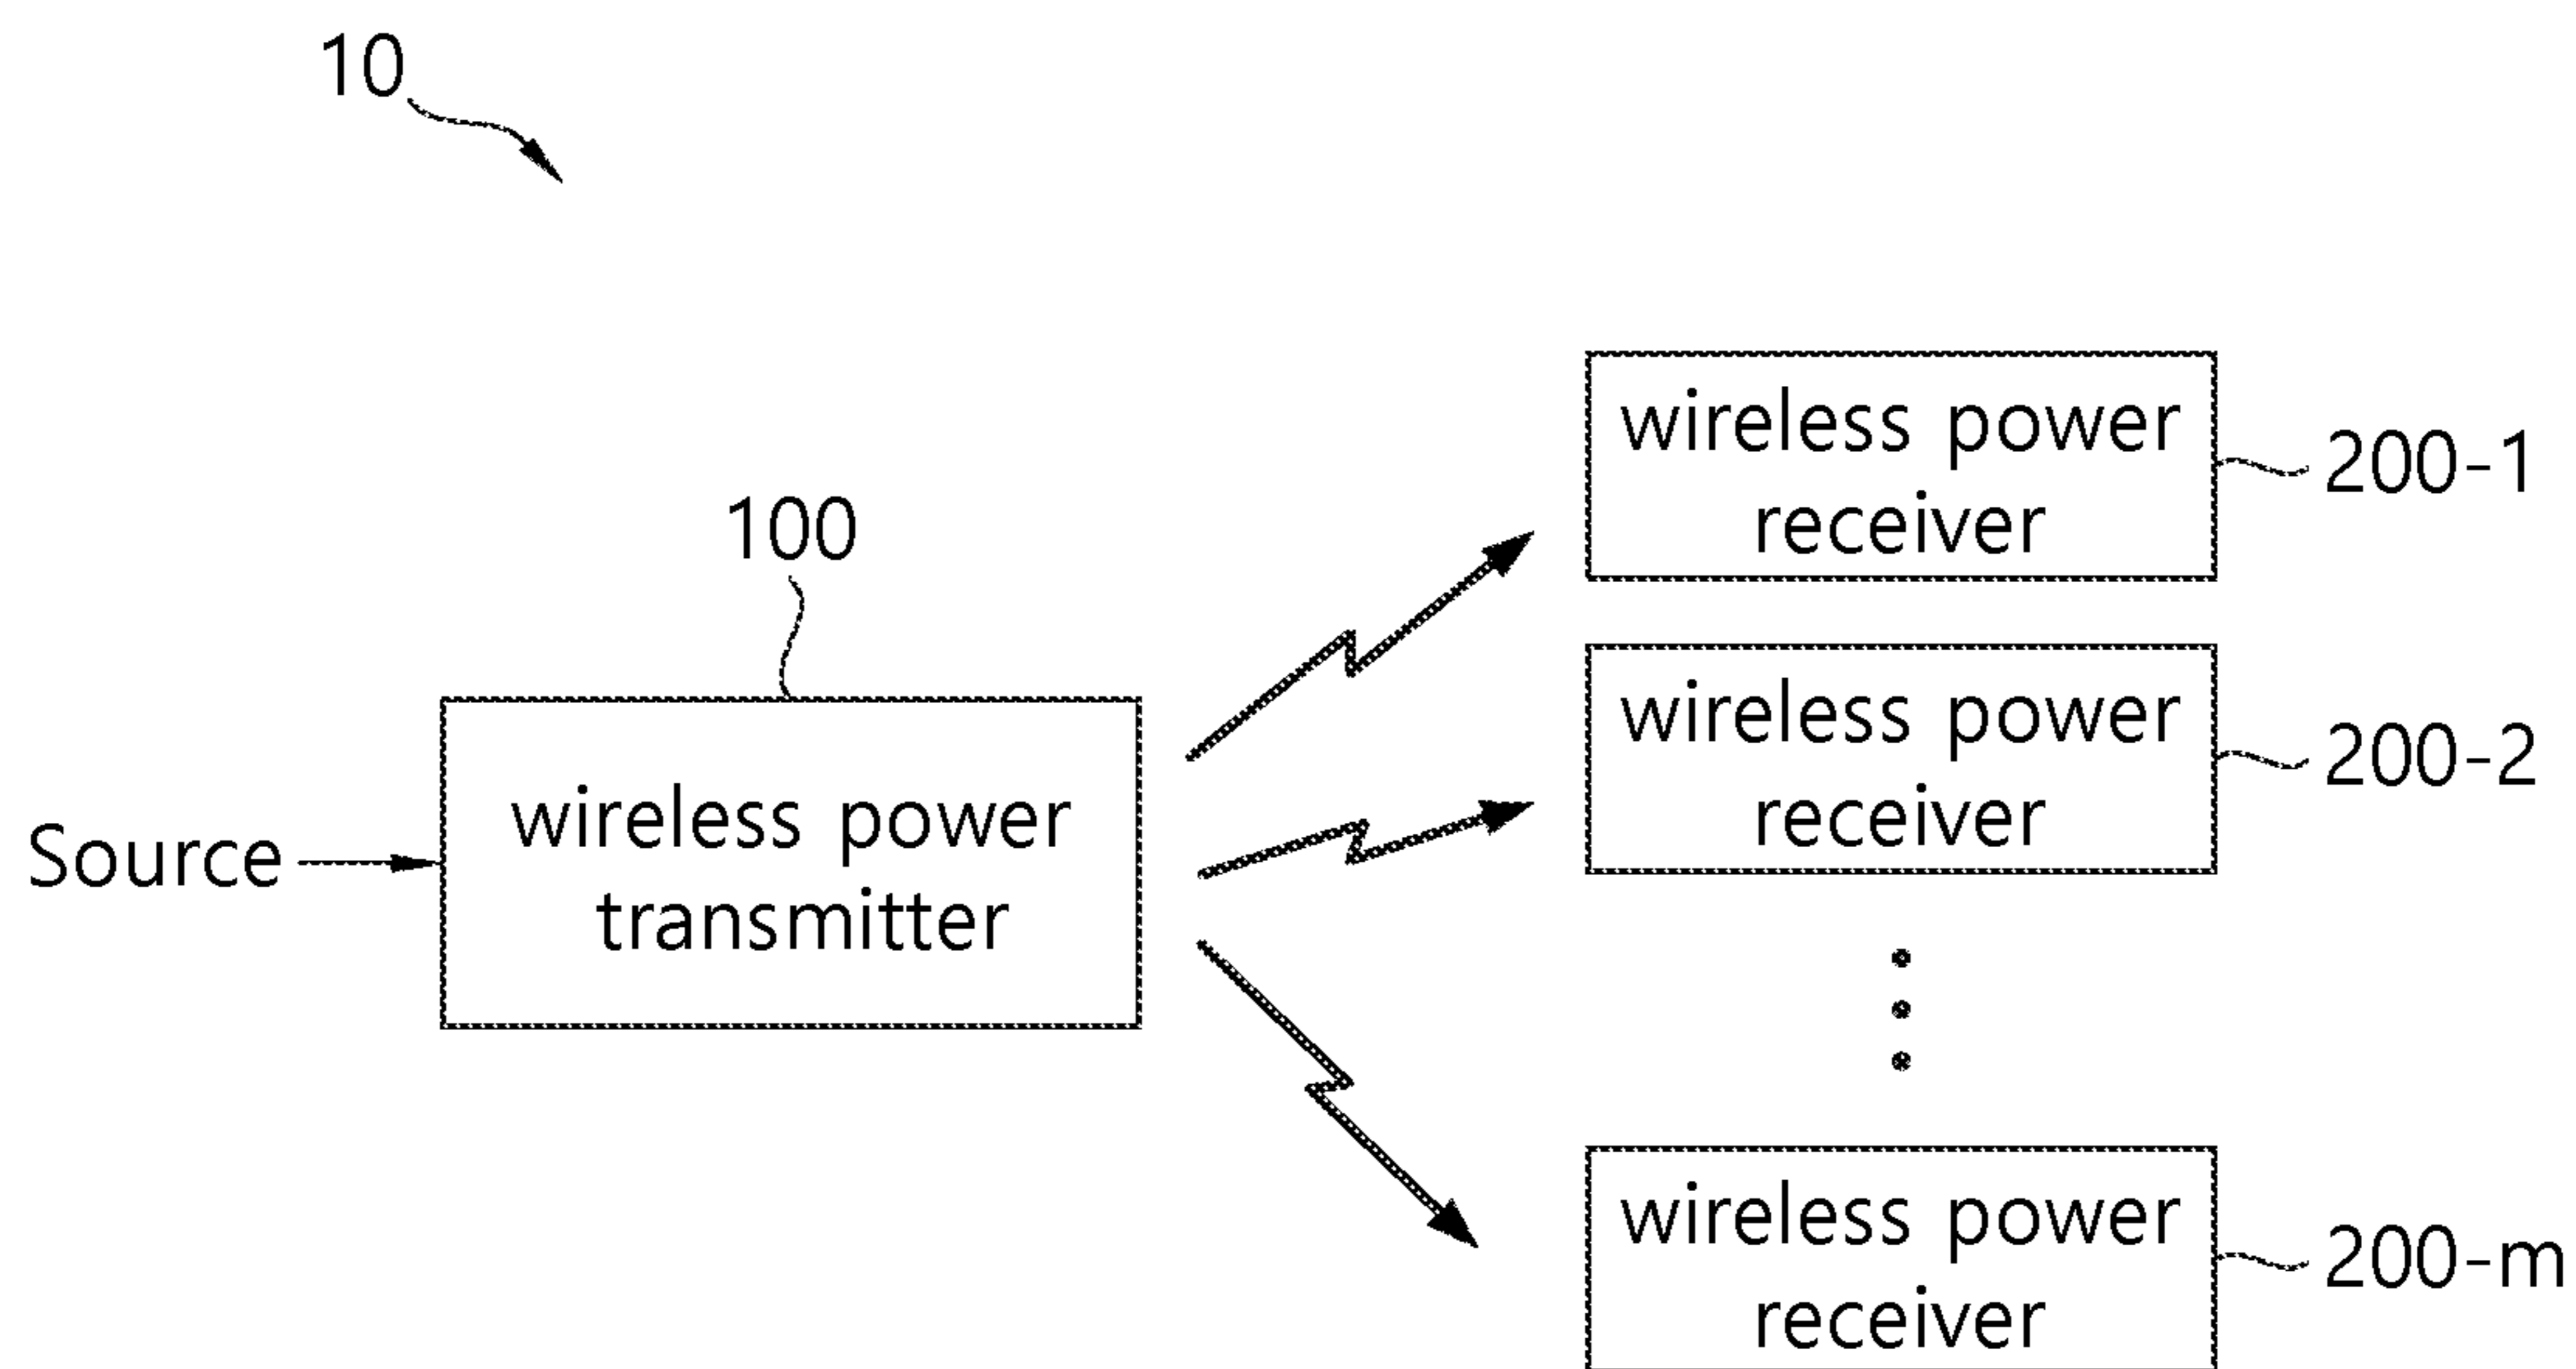 10
wireless power
receiver
200-1
100
wireless power
receiver
200-2
Source
wireless power
transmitter
wireless power
receiver
200-m